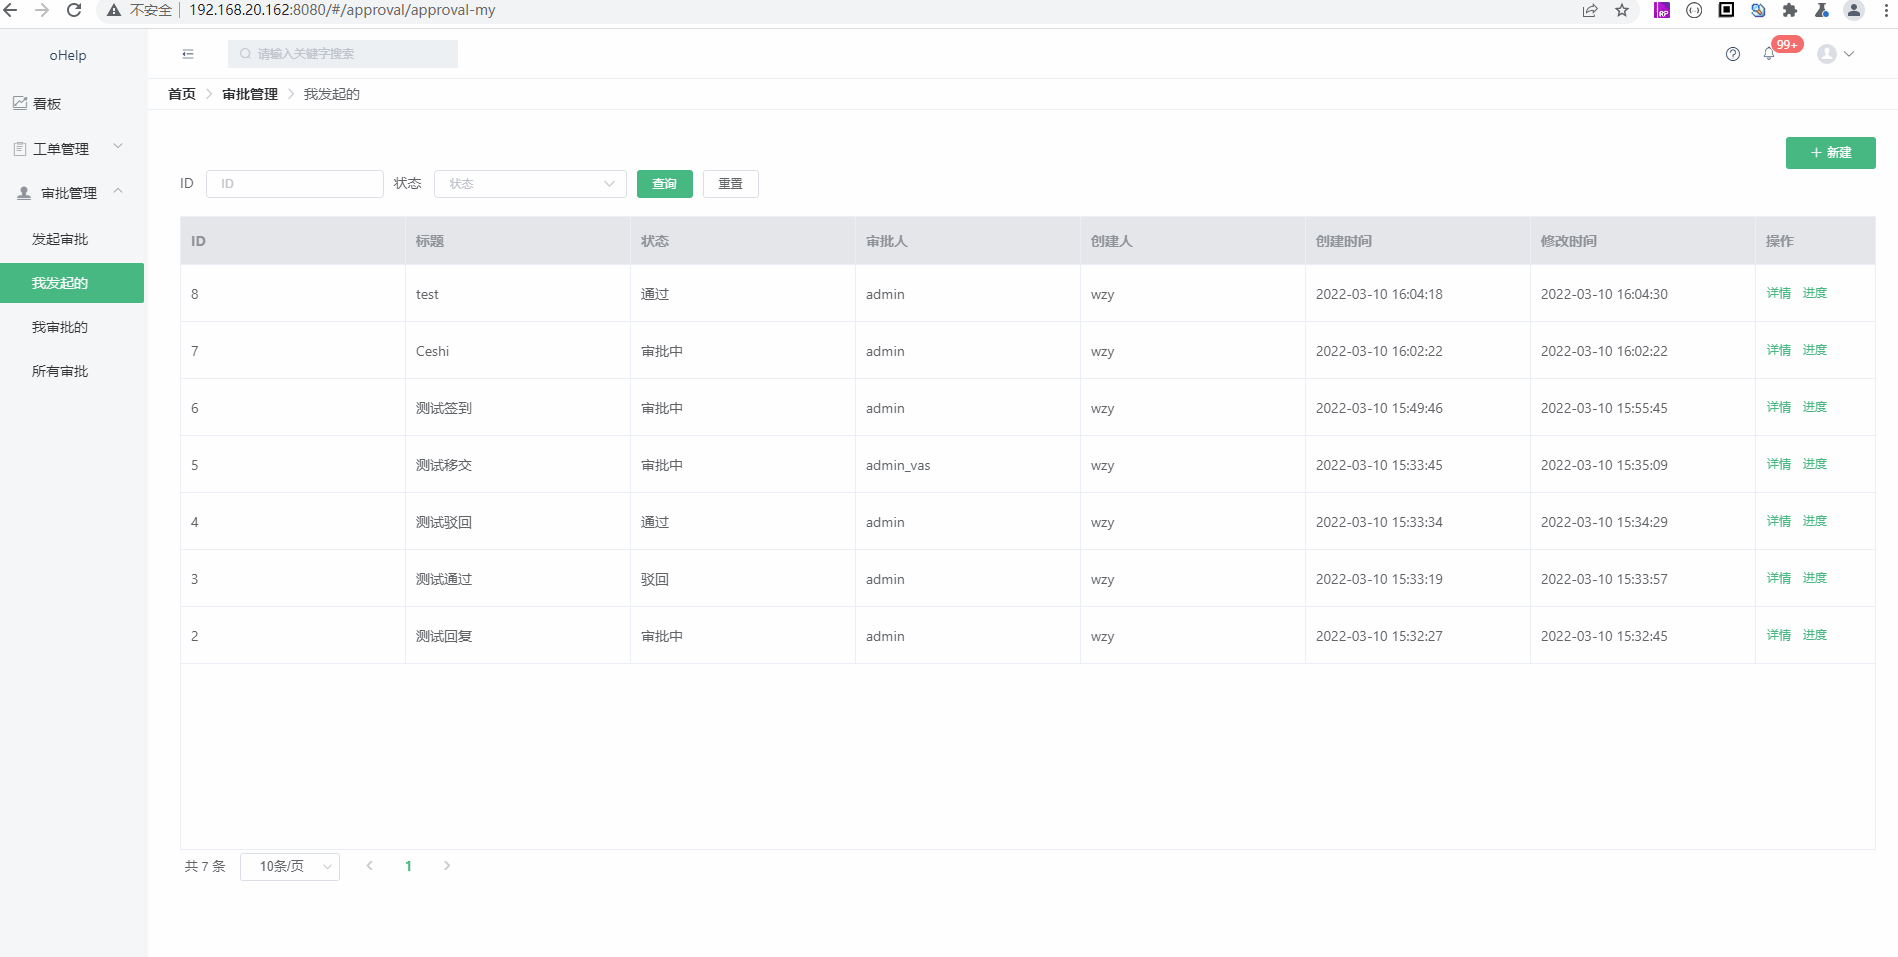 不安全 192.168.20.162:8080/#/approval/approval-my
oHelp
请输入关键字搜索
99+
首页 审批管理 我发起的
看板
工单管理
审批管理
发起审批
我发起的
我审批的
所有审批
新建
ID ID 状态 状态 查询 重置
ID 标题 状态 审批人 创建人 创建时间 修改时间 操作
8 test 通过 admin wzy 2022-03-10 16:04:18 2022-03-10 16:04:30 详情 进度
7 Ceshi 审批中 admin wzy 2022-03-10 16:02:22 2022-03-10 16:02:22 详情 进度
6 测试签到 审批中 admin wzy 2022-03-10 15:49:46 2022-03-10 15:55:45 详情 进度
5 测试移交 审批中 admin_vas wzy 2022-03-10 15:33:45 2022-03-10 15:35:09 详情 进度
4 测试驳回 通过 admin wzy 2022-03-10 15:33:34 2022-03-10 15:34:29 详情 进度
3 测试通过 驳回 admin wzy 2022-03-10 15:33:19 2022-03-10 15:33:57 详情 进度
2 测试回复 审批中 admin wzy 2022-03-10 15:32:27 2022-03-10 15:32:45 详情 进度
共 7 条 10条/页 1